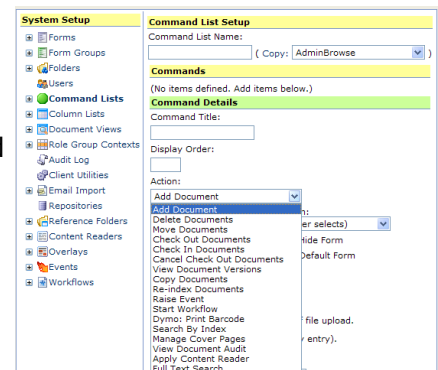 System Setup
Forms
Form Groups
Folders
Users
Command Lists
Column Lists
Document Views
Role Group Contexts
Audit Log
Client Utilities
Email Import
Repositories
Reference Folders
Content Readers
Overlays
Events
Workflows
Command List Setup
Command List Name:
( Copy: AdminBrowse )
Commands
(No items defined. Add items below.)
Command Details
Command Title:
Display Order:
Action:
Add Document
Add Document
Delete Documents
Move Documents
Check Out Documents
Check In Documents
Cancel Check Out Documents
View Document Versions
Copy Documents
Re-index Documents
Raise Event
Start Workflow
Dymo: Print Barcode
Search By Index
Manage Cover Pages
View Document Audit
Apply Content Reader
Full Text Search
er selects)
Hide Form
Default Form
file upload.
entry).